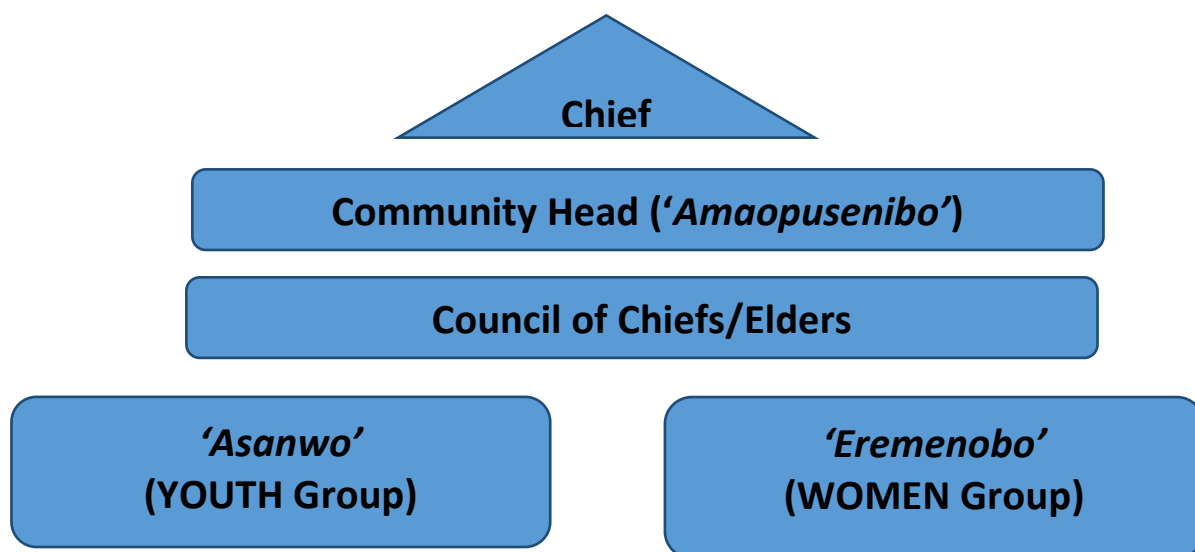 Chief
Community Head (‘Amaopusenibo’)
Council of Chiefs/Elders
‘Asanwo’
(YOUTH Group)
‘Eremenobo’
(WOMEN Group)